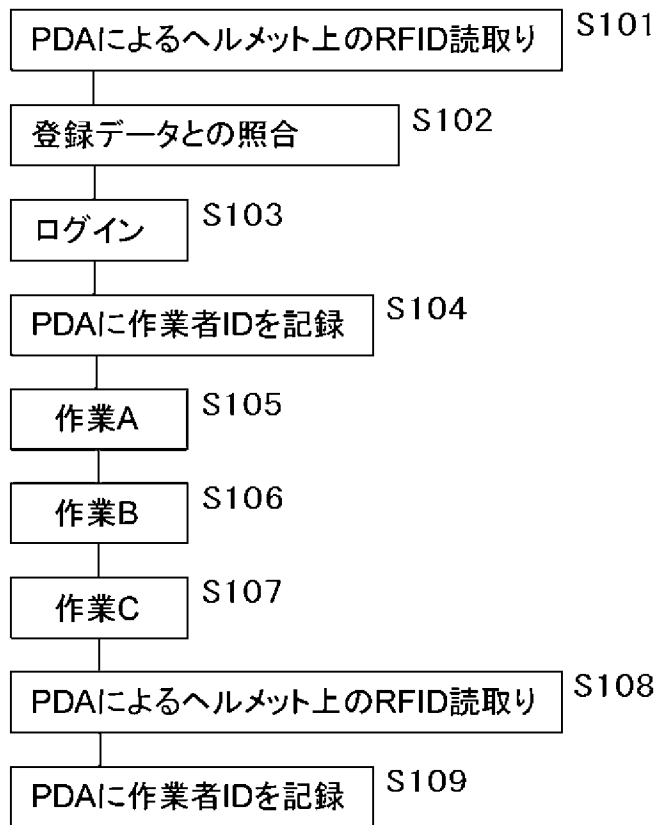 PDAによるヘルメット上のRFID読取り S101
登録データとの照合 S102
ログイン S103
PDAに作業者IDを記録 S104
作業A S105
作業B S106
作業C S107
PDAによるヘルメット上のRFID読取り S108
PDAに作業者IDを記録 S109